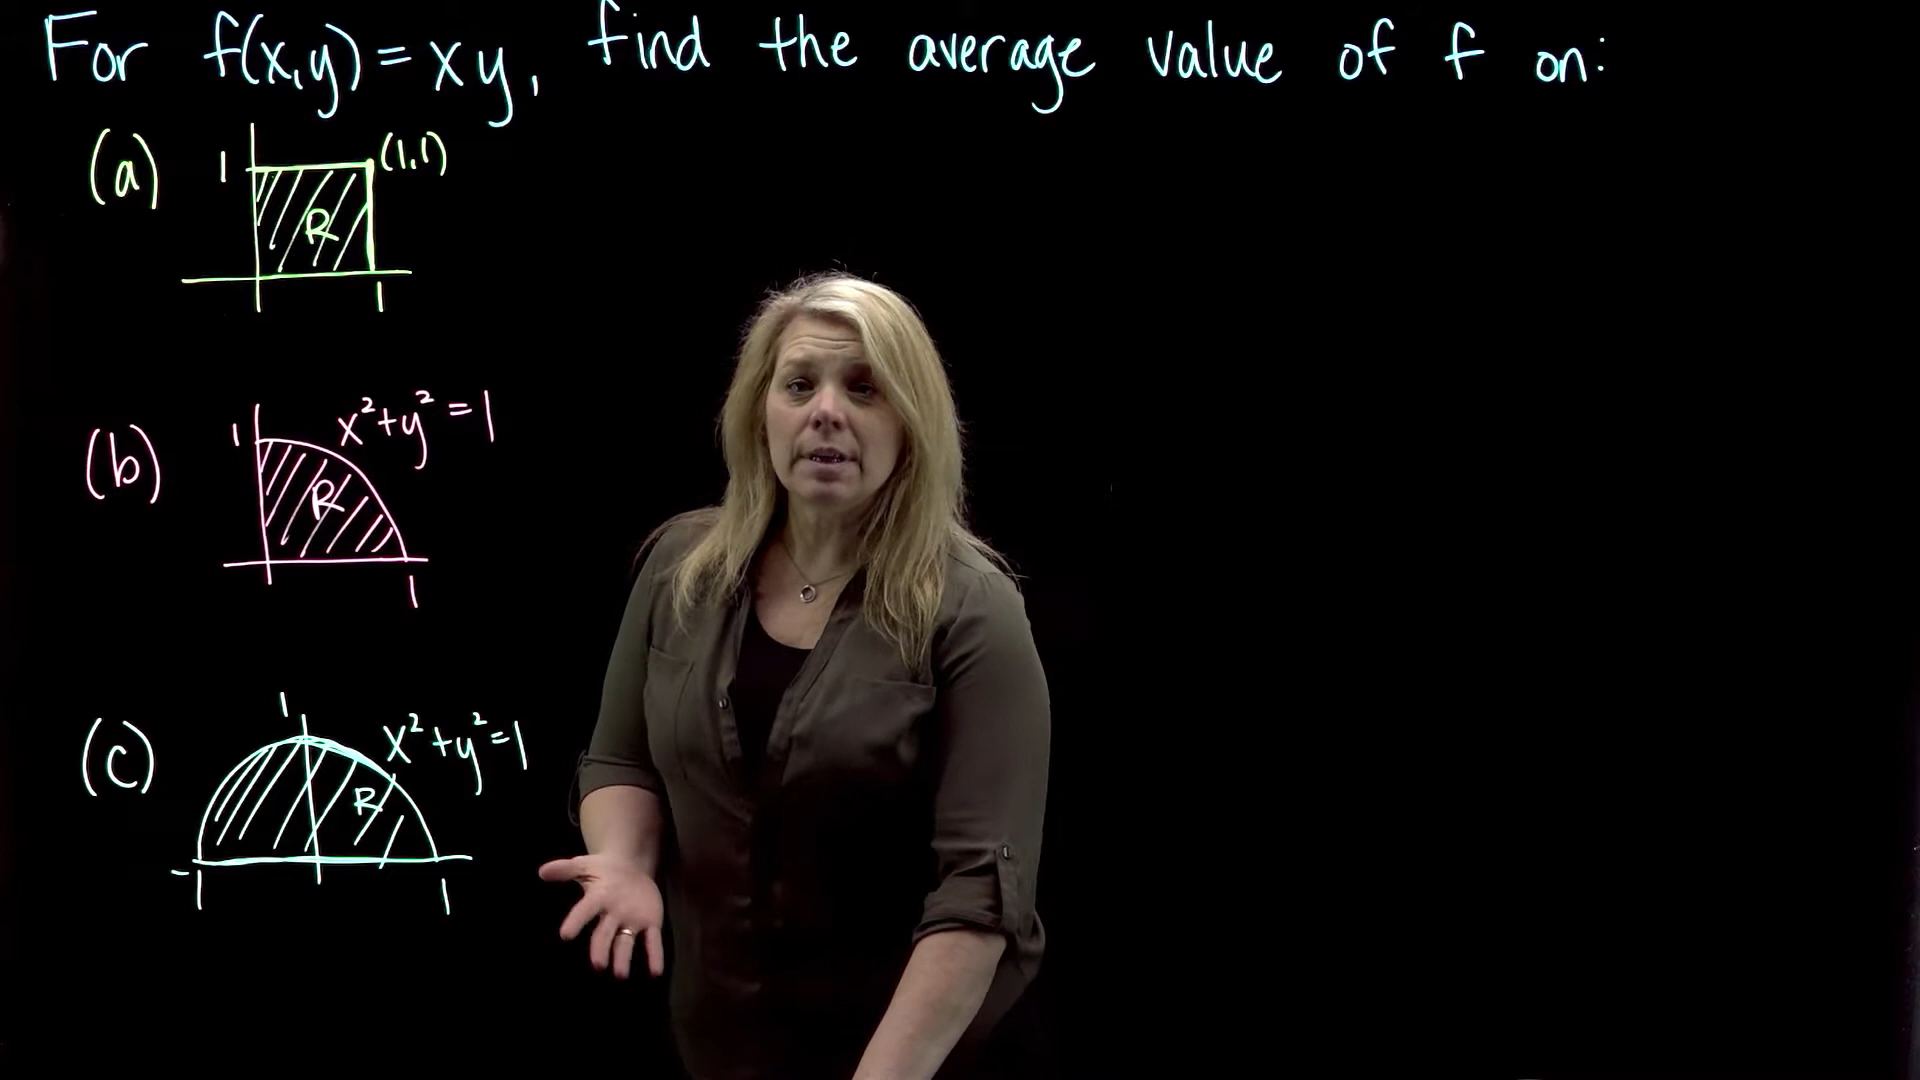 For f(x,y) = xy, find the average value of f on:
(a)
1
(1,1)
R
1
(b)
1
x² + y² = 1
R
1
(c)
1
x² + y² = 1
R
-1
1